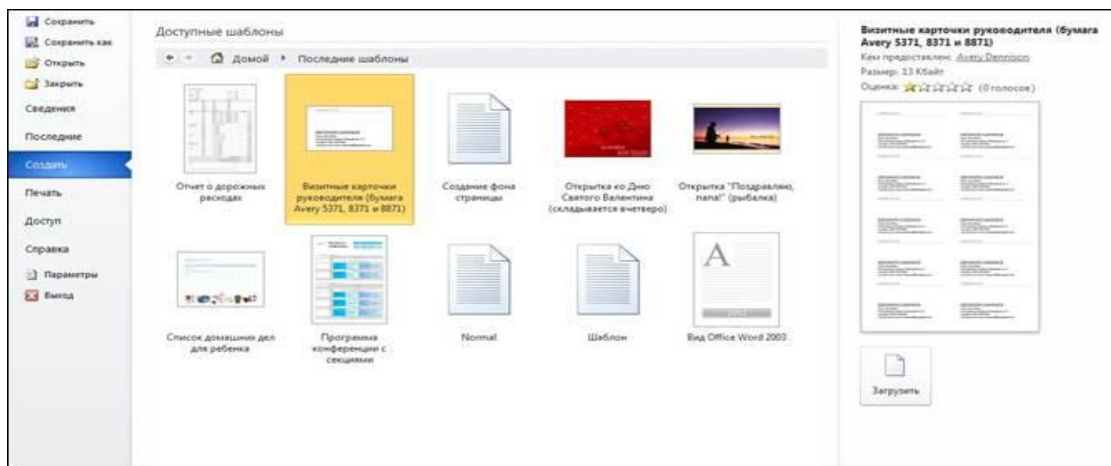 Сохранить
Сохранить как
Открыть
Закрыть
Сведения
Последние
Создать
Печать
Доступ
Справка
Параметры
Выход
Доступные шаблоны
Домой
Последние шаблоны
Отчет о дорожных
расходах
Визитные карточки
руководителя (бумага
Avery 5371, 8371 и 8871)
Создание фона
страницы
Открытка ко Дню
Святого Валентина
(складывается вчетверо)
Открытка "Поздравляю,
папа!" (рыбалка)
Список домашних дел
для ребенка
Программа
конференции с
секциями
Normal
Шаблон
A
Вид Office Word 2003
Визитные карточки руководителя (бумага
Avery 5371, 8371 и 8871)
Кем предоставлен: Avery Dennison
Размер: 13 Кбайт
Оценка: (0 голосов)
Загрузить